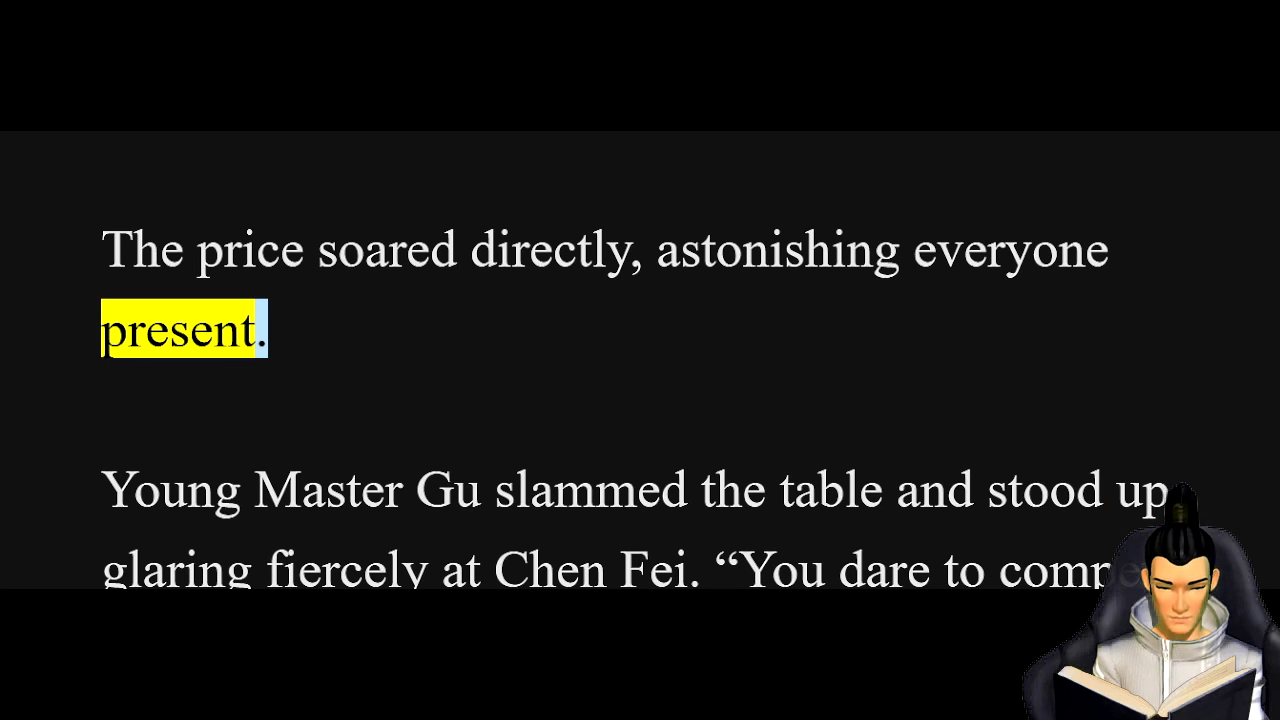 The price soared directly, astonishing everyone
present.
Young Master Gu slammed the table and stood up
glaring fiercely at Chen Fei. “You dare to